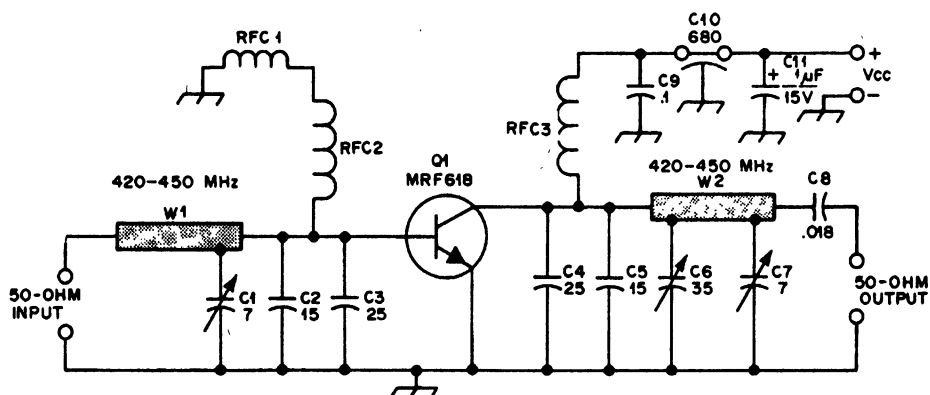 RFC 1
RFC2
C10
680
C9
.1
C11
+
1µF
15V
+
Vcc
−
RFC3
Q1
MRF618
420-450 MHz
W1
420-450 MHz
W2
C8
.018
50-OHM
INPUT
C1
7
C2
15
C3
25
C4
25
C5
15
C6
35
C7
7
50-OHM
OUTPUT